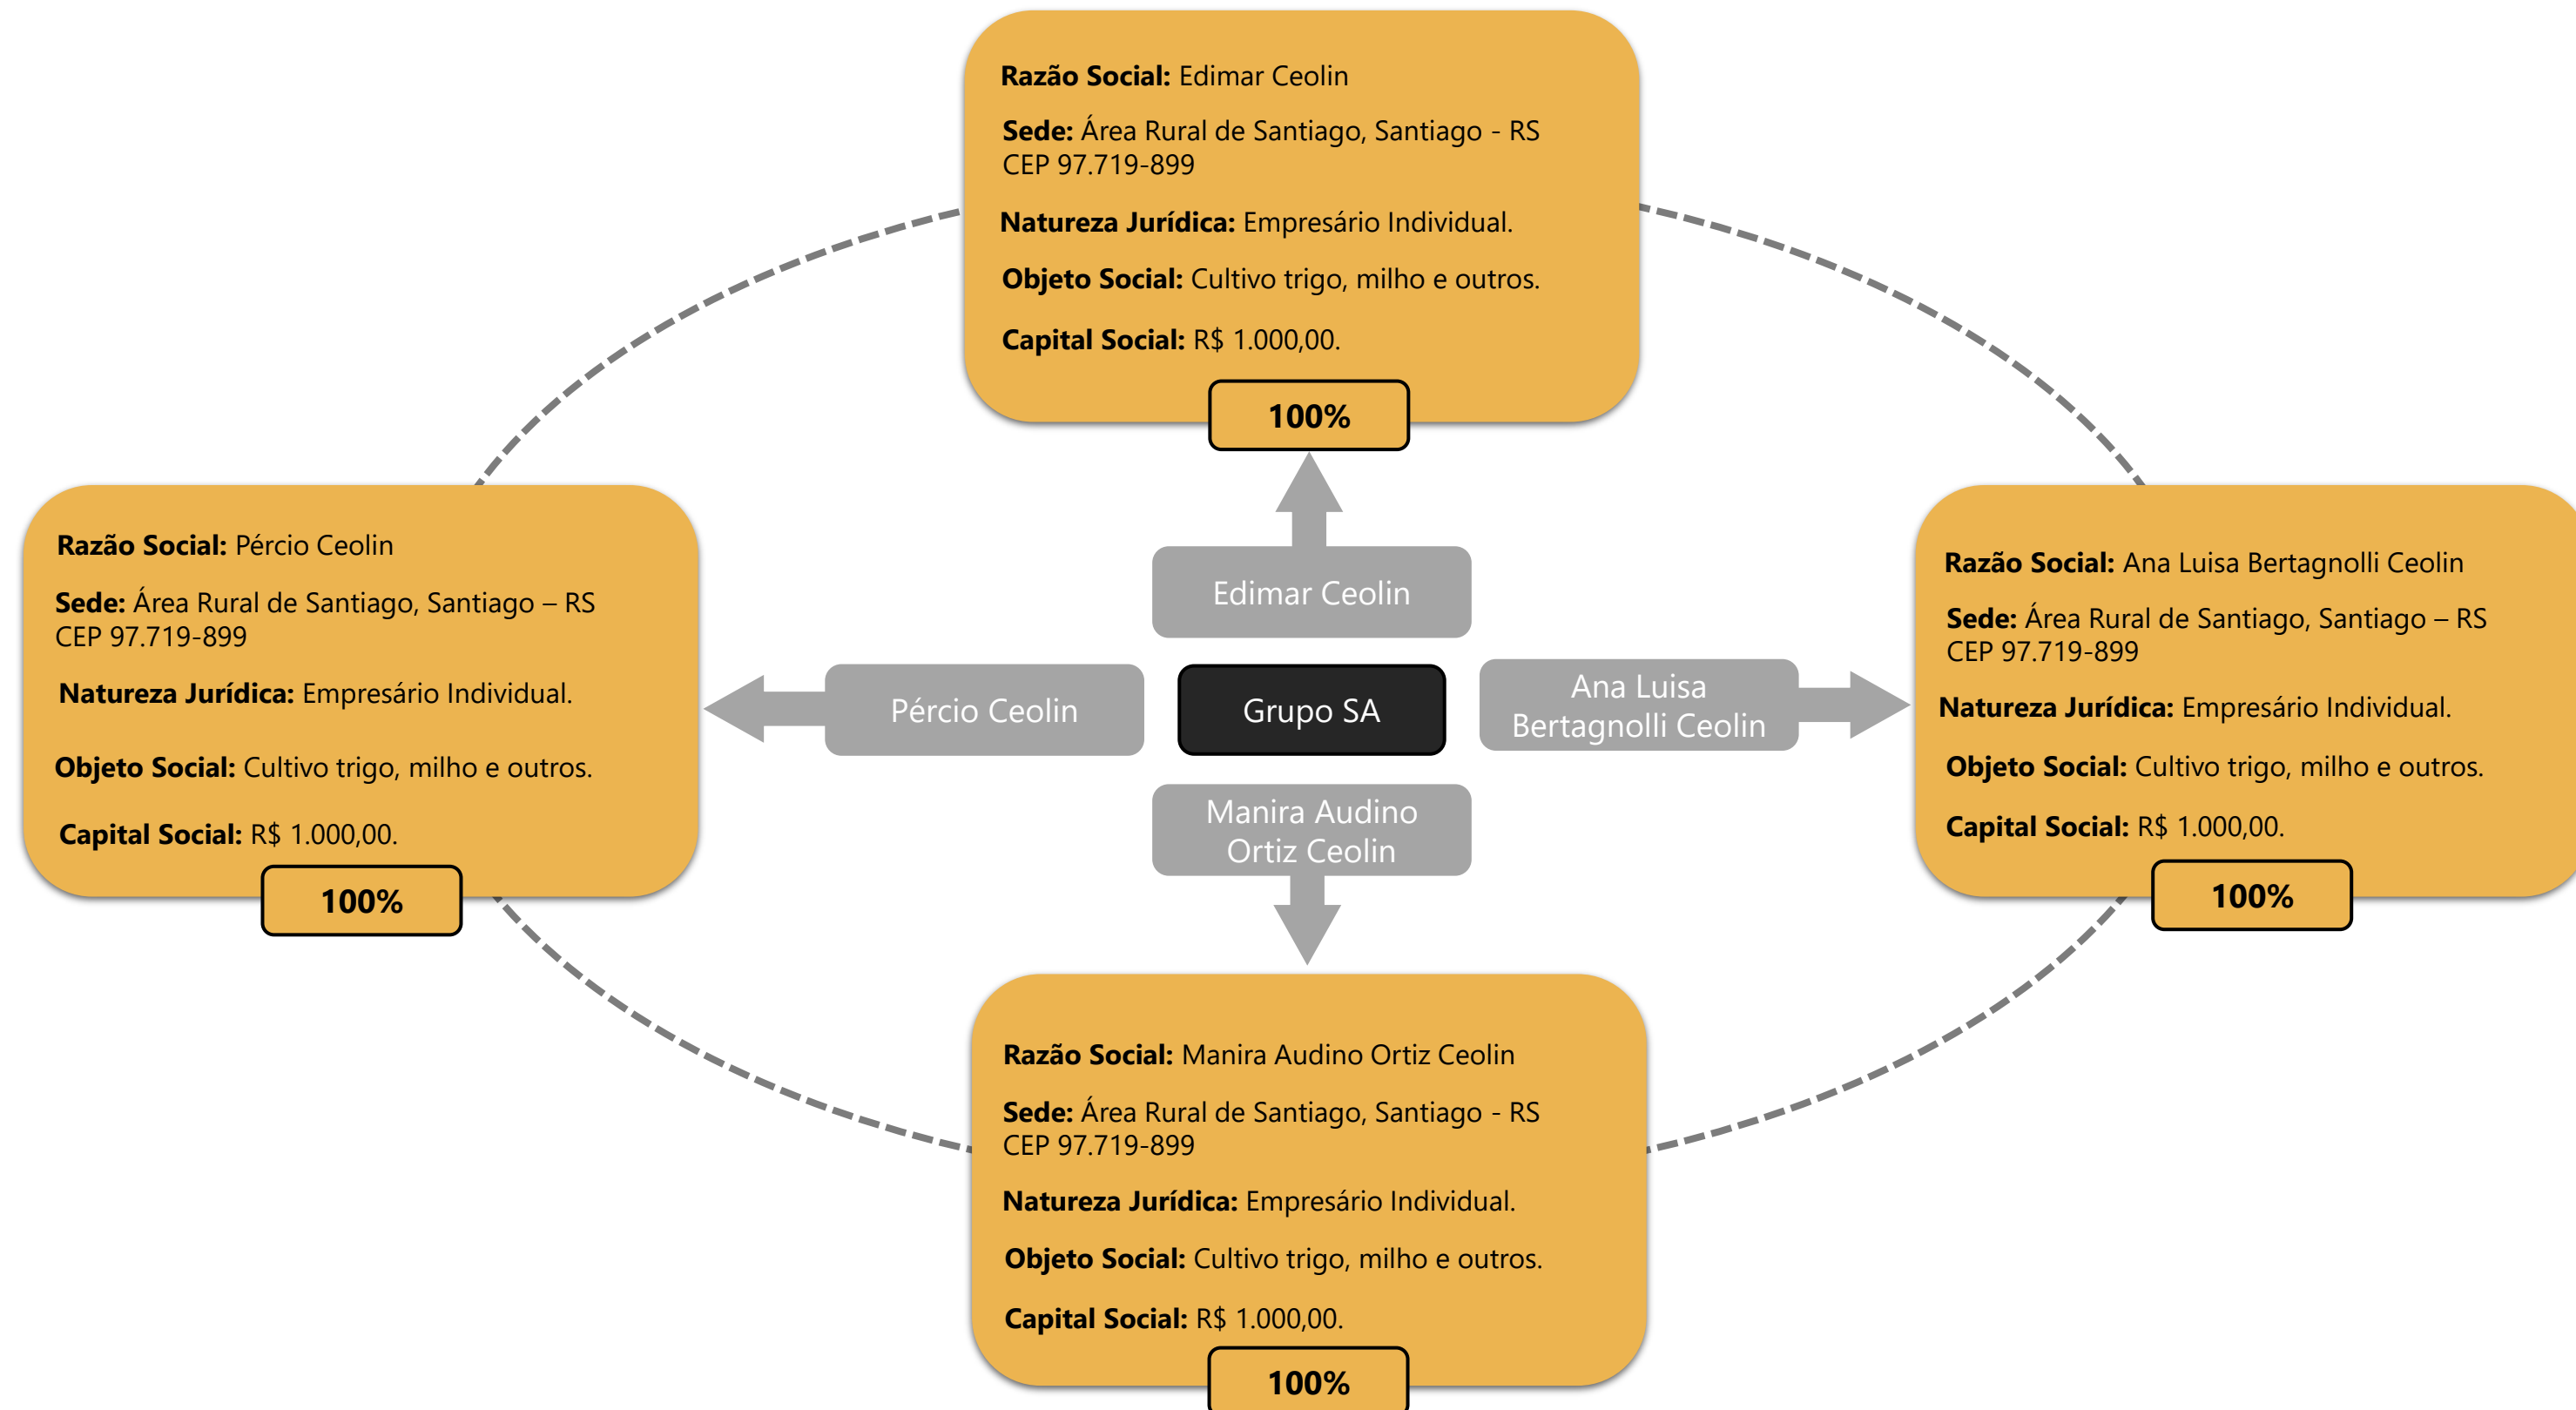 Razão Social: Edimar Ceolin
Sede: Área Rural de Santiago, Santiago - RS
CEP 97.719-899
Natureza Jurídica: Empresário Individual.
Objeto Social: Cultivo trigo, milho e outros.
Capital Social: R$ 1.000,00.
100%
Razão Social: Pércio Ceolin
Sede: Área Rural de Santiago, Santiago – RS
CEP 97.719-899
Natureza Jurídica: Empresário Individual.
Objeto Social: Cultivo trigo, milho e outros.
Capital Social: R$ 1.000,00.
100%
Edimar Ceolin
Pércio Ceolin
Grupo SA
Ana Luisa
Bertagnolli Ceolin
Manira Audino
Ortiz Ceolin
Razão Social: Ana Luisa Bertagnolli Ceolin
Sede: Área Rural de Santiago, Santiago – RS
CEP 97.719-899
Natureza Jurídica: Empresário Individual.
Objeto Social: Cultivo trigo, milho e outros.
Capital Social: R$ 1.000,00.
100%
Razão Social: Manira Audino Ortiz Ceolin
Sede: Área Rural de Santiago, Santiago - RS
CEP 97.719-899
Natureza Jurídica: Empresário Individual.
Objeto Social: Cultivo trigo, milho e outros.
Capital Social: R$ 1.000,00.
100%